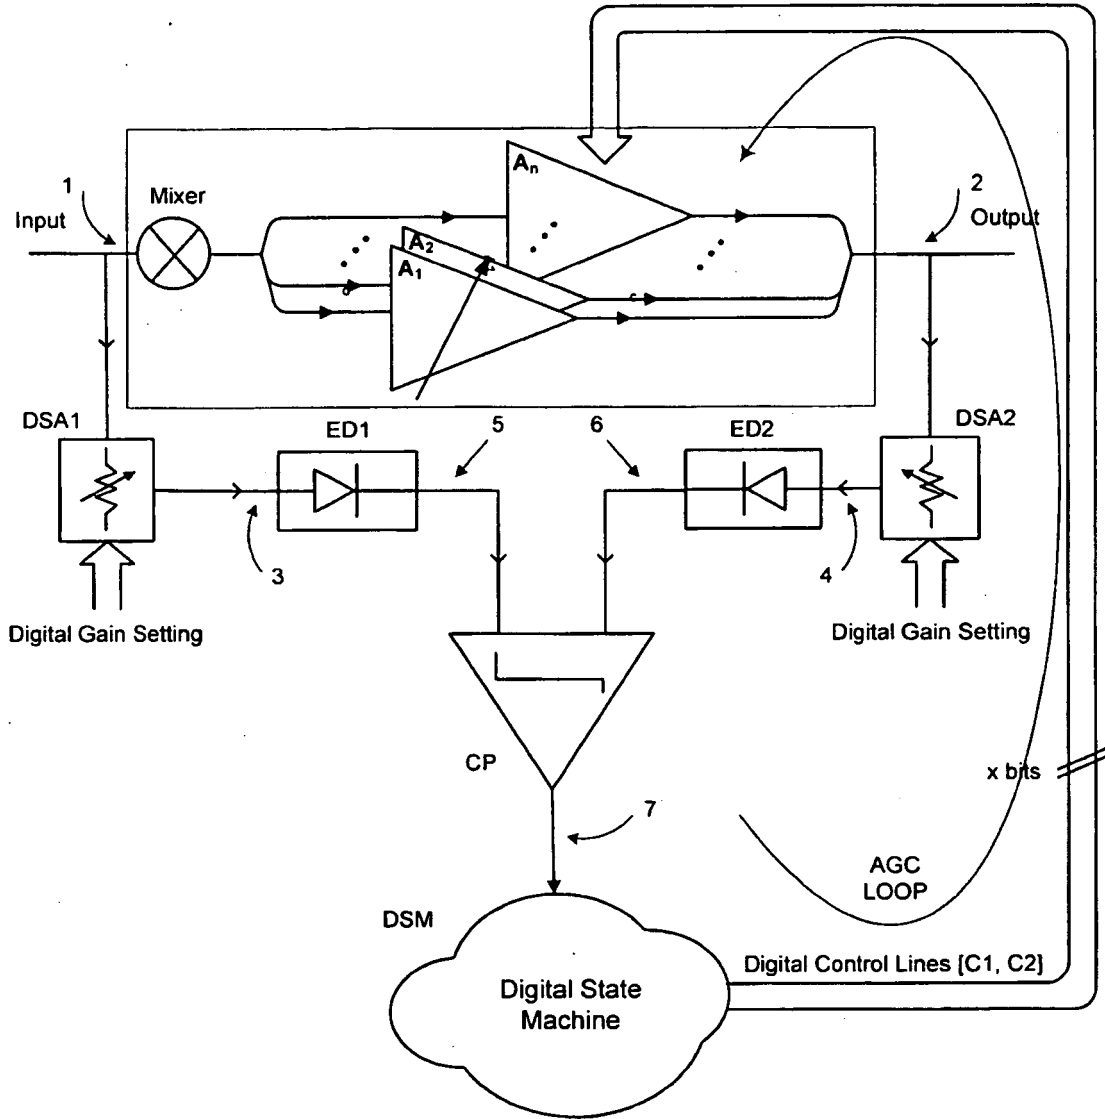 An
1
Mixer
2
Input
Output
A2
A1
DSA1
ED1
5
6
ED2
DSA2
3
4
Digital Gain Setting
Digital Gain Setting
CP
x bits
7
AGC
LOOP
DSM
Digital Control Lines [C1, C2]
Digital State
Machine